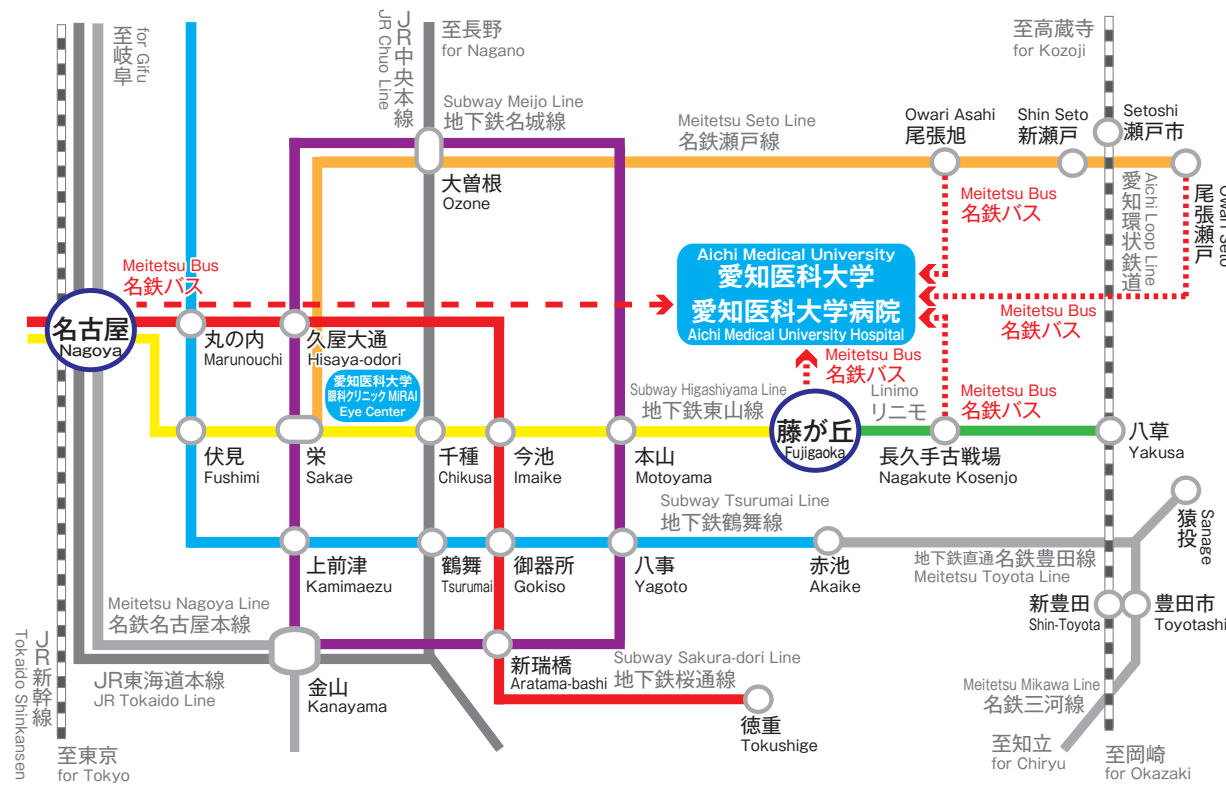 for Gifu
至岐阜
JR中央本線
JR Chuo Line
至長野
for Nagano
至高蔵寺
for Kozoji
Subway Meijo Line
地下鉄名城線
Meitetsu Seto Line
名鉄瀬戸線
Owari Asahi
尾張旭
Shin Seto
新瀬戸
Setoshi
瀬戸市
大曽根
Ozone
Meitetsu Bus
名鉄バス
Aichi Loop Line
愛知環状鉄道
尾張瀬戸
Owari Seto
Meitetsu Bus
名鉄バス
Aichi Medical University
愛知医科大学
愛知医科大学病院
Aichi Medical University Hospital
名古屋
Nagoya
丸の内
Marunouchi
久屋大通
Hisaya-odori
Meitetsu Bus
名鉄バス
Meitetsu Bus
名鉄バス
愛知医科大学
眼科クリニック MiRAI
Eye Center
Subway Higashiyama Line
地下鉄東山線
藤が丘
Fujigaoka
Linimo
リニモ
Meitetsu Bus
名鉄バス
伏見
Fushimi
栄
Sakae
千種
Chikusa
今池
Imaike
本山
Motoyama
長久手古戦場
Nagakute Kosenjo
八草
Yakusa
Subway Tsurumai Line
地下鉄鶴舞線
猿投
Sanage
上前津
Kamimaezu
鶴舞
Tsurumai
御器所
Gokiso
八事
Yagoto
赤池
Akaike
地下鉄直通名鉄豊田線
Meitetsu Toyota Line
Meitetsu Nagoya Line
名鉄名古屋本線
新豊田
Shin-Toyota
豊田市
Toyotashi
JR新幹線
Tokaido Shinkansen
JR東海道本線
JR Tokaido Line
金山
Kanayama
新瑞橋
Aratama-bashi
Subway Sakura-dori Line
地下鉄桜通線
Meitetsu Mikawa Line
名鉄三河線
徳重
Tokushige
至東京
for Tokyo
至知立
for Chiryu
至岡崎
for Okazaki